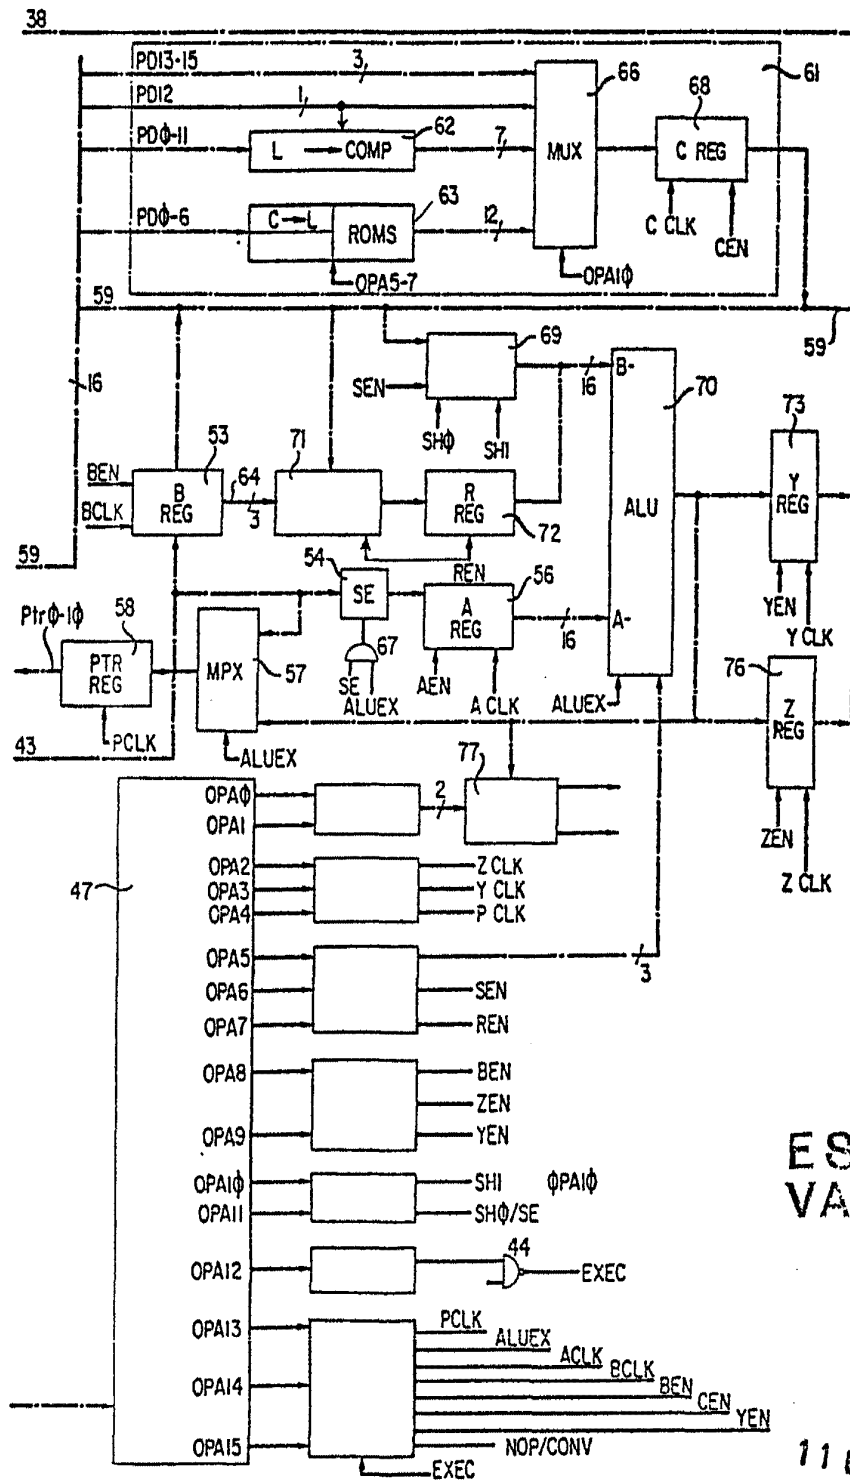 38
PD13-15
3
61
PD12
1
66
68
62
PDϕ-11
L → COMP
7
MUX
C REG
63
PDϕ-6
C → L
ROMS
12
C CLK
CEN
OPA5-7
OPA1ϕ
59
59
69
16
SEN
16
B-
70
SHϕ
SH1
73
53
71
BEN
64
B REG
R REG
Y REG
BCLK
3
72
ALU
54
59
REN
56
YEN
Ptrϕ-1ϕ
58
SE
A REG
A-
Y CLK
PTR REG
MPX
57
67
16
76
SE
AEN
ALUEX
A CLK
ALUEX
Z REG
PCLK
43
ALUEX
77
OPAϕ
2
OPA1
ZEN
OPA2
Z CLK
Z CLK
47
OPA3
Y CLK
OPA4
P CLK
OPA5
3
OPA6
SEN
OPA7
REN
OPA8
BEN
ZEN
OPA9
YEN
ES
VA
OPA1ϕ
SH1
ϕPA1ϕ
OPA11
SHϕ/SE
44
OPA12
EXEC
OPA13
PCLK
ALUEX
ACLK
BCLK
OPA14
BEN
CEN
YEN
OPA15
NOP/CONV
EXEC
11